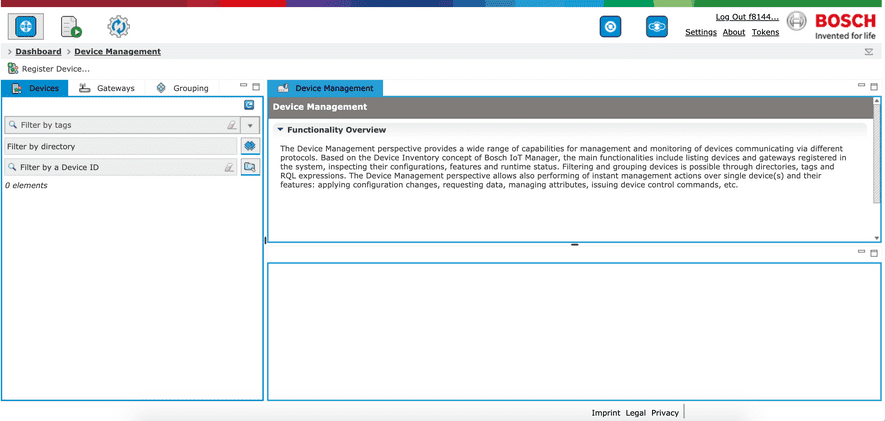 Log Out f8144...
Settings About Tokens
BOSCH
Invented for life
> Dashboard > Device Management
Register Device...
Devices Gateways Grouping
Filter by tags
Filter by directory
Filter by a Device ID
0 elements
Device Management
Device Management
Functionality Overview
The Device Management perspective provides a wide range of capabilities for management and monitoring of devices communicating via different
protocols. Based on the Device Inventory concept of Bosch IoT Manager, the main functionalities include listing devices and gateways registered in
the system, inspecting their configurations, features and runtime status. Filtering and grouping devices is possible through directories, tags and
RQL expressions. The Device Management perspective allows also performing of instant management actions over single device(s) and their
features: applying configuration changes, requesting data, managing attributes, issuing device control commands, etc.
Imprint Legal Privacy